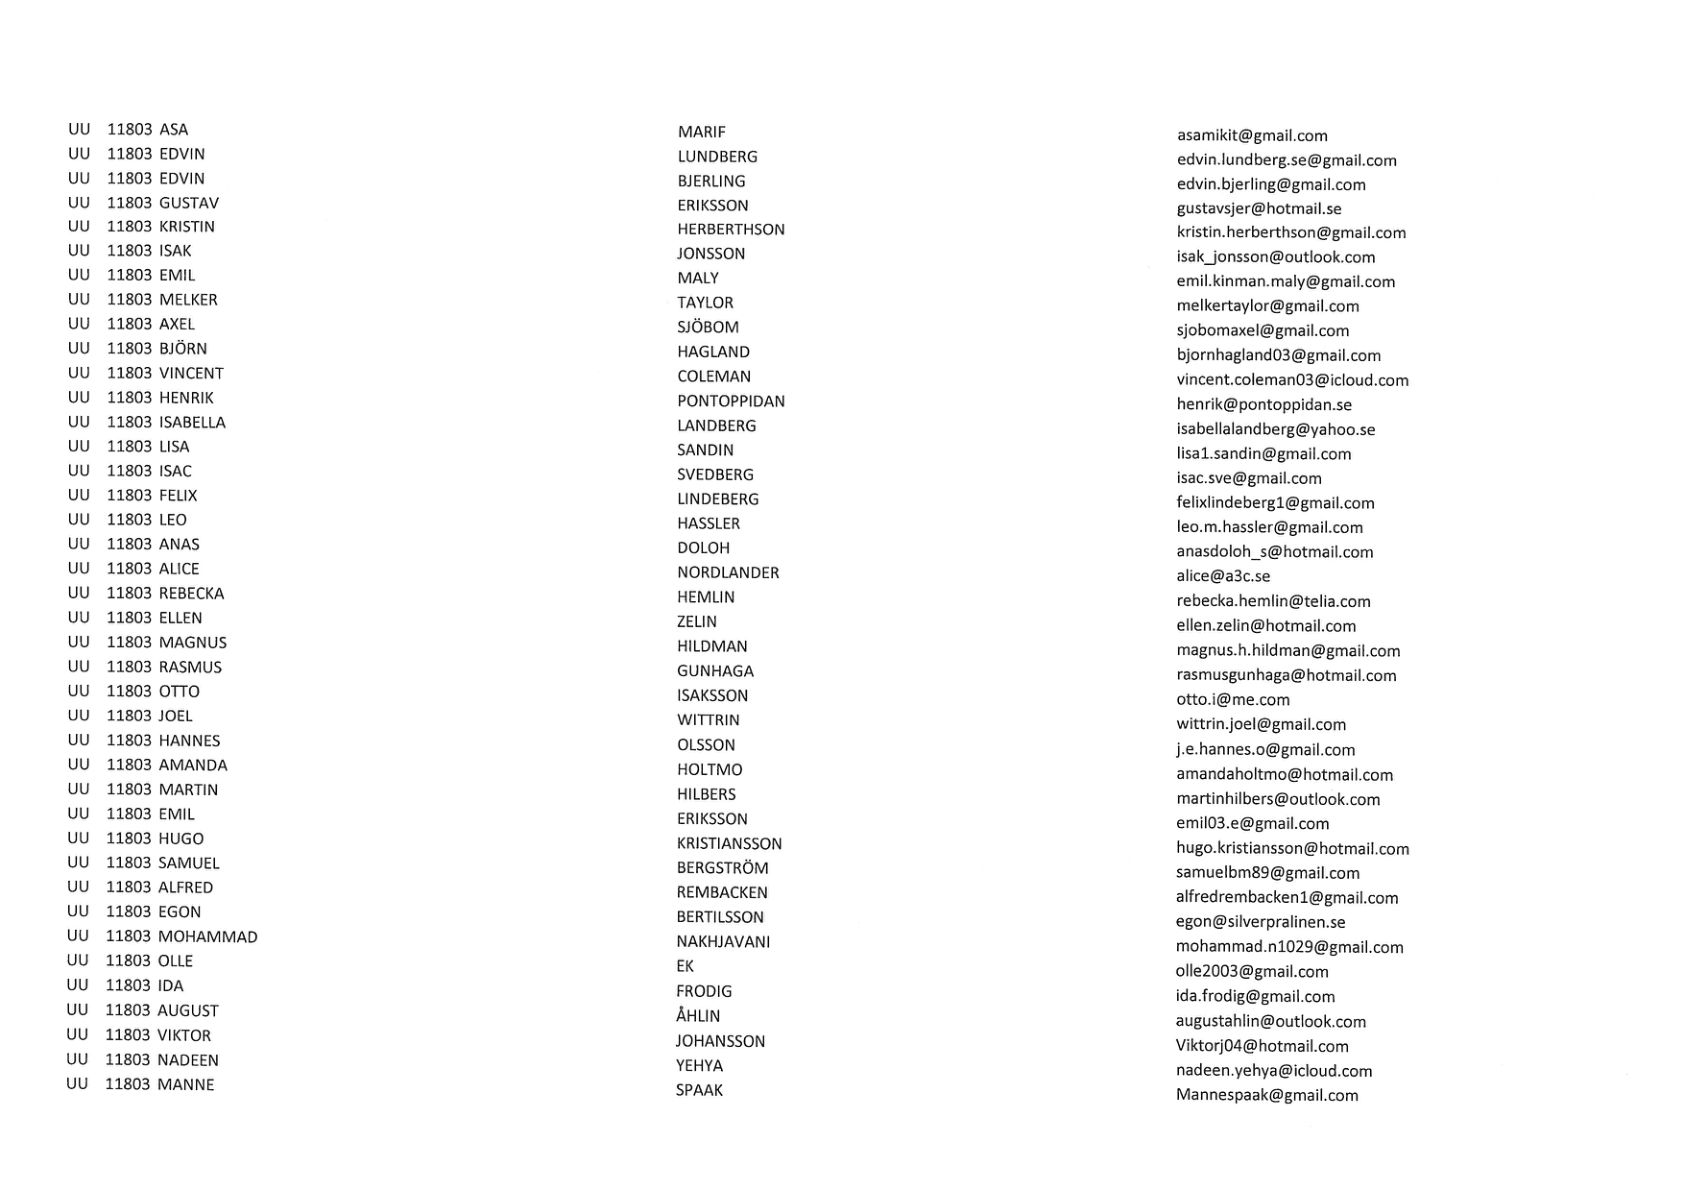 UU 11803 ASA MARIF asamikit@gmail.com
UU 11803 EDVIN LUNDBERG edvin.lundberg.se@gmail.com
UU 11803 EDVIN BJERLING edvin.bjerling@gmail.com
UU 11803 GUSTAV ERIKSSON gustavsjer@hotmail.se
UU 11803 KRISTIN HERBERTHSON kristin.herberthson@gmail.com
UU 11803 ISAK JONSSON isak_jonsson@outlook.com
UU 11803 EMIL MALY emil.kinman.maly@gmail.com
UU 11803 MELKER TAYLOR melkertaylor@gmail.com
UU 11803 AXEL SJÖBOM sjobomaxel@gmail.com
UU 11803 BJÖRN HAGLAND bjornhagland03@gmail.com
UU 11803 VINCENT COLEMAN vincent.coleman03@icloud.com
UU 11803 HENRIK PONTOPPIDAN henrik@pontoppidan.se
UU 11803 ISABELLA LANDBERG isabellalandberg@yahoo.se
UU 11803 LISA SANDIN lisa1.sandin@gmail.com
UU 11803 ISAC SVEDBERG isac.sve@gmail.com
UU 11803 FELIX LINDEBERG felixlindeberg1@gmail.com
UU 11803 LEO HASSLER leo.m.hassler@gmail.com
UU 11803 ANAS DOLOH anasdoloh_s@hotmail.com
UU 11803 ALICE NORDLANDER alice@a3c.se
UU 11803 REBECKA HEMLIN rebecka.hemlin@telia.com
UU 11803 ELLEN ZELIN ellen.zelin@hotmail.com
UU 11803 MAGNUS HILDMAN magnus.h.hildman@gmail.com
UU 11803 RASMUS GUNHAGA rasmusgunhaga@hotmail.com
UU 11803 OTTO ISAKSSON otto.i@me.com
UU 11803 JOEL WITTRIN wittrin.joel@gmail.com
UU 11803 HANNES OLSSON j.e.hannes.o@gmail.com
UU 11803 AMANDA HOLTMO amandaholtmo@hotmail.com
UU 11803 MARTIN HILBERS martinhilbers@outlook.com
UU 11803 EMIL ERIKSSON emil03.e@gmail.com
UU 11803 HUGO KRISTIANSSON hugo.kristiansson@hotmail.com
UU 11803 SAMUEL BERGSTRÖM samuelbm89@gmail.com
UU 11803 ALFRED REMBACKEN alfredrembacken1@gmail.com
UU 11803 EGON BERTILSSON egon@silverpralinen.se
UU 11803 MOHAMMAD NAKHJAVANI mohammad.n1029@gmail.com
UU 11803 OLLE EK olle2003@gmail.com
UU 11803 IDA FRODIG ida.frodig@gmail.com
UU 11803 AUGUST ÅHLIN augustahlin@outlook.com
UU 11803 VIKTOR JOHANSSON Viktorj04@hotmail.com
UU 11803 NADEEN YEHYA nadeen.yehya@icloud.com
UU 11803 MANNE SPAAK Mannespaak@gmail.com